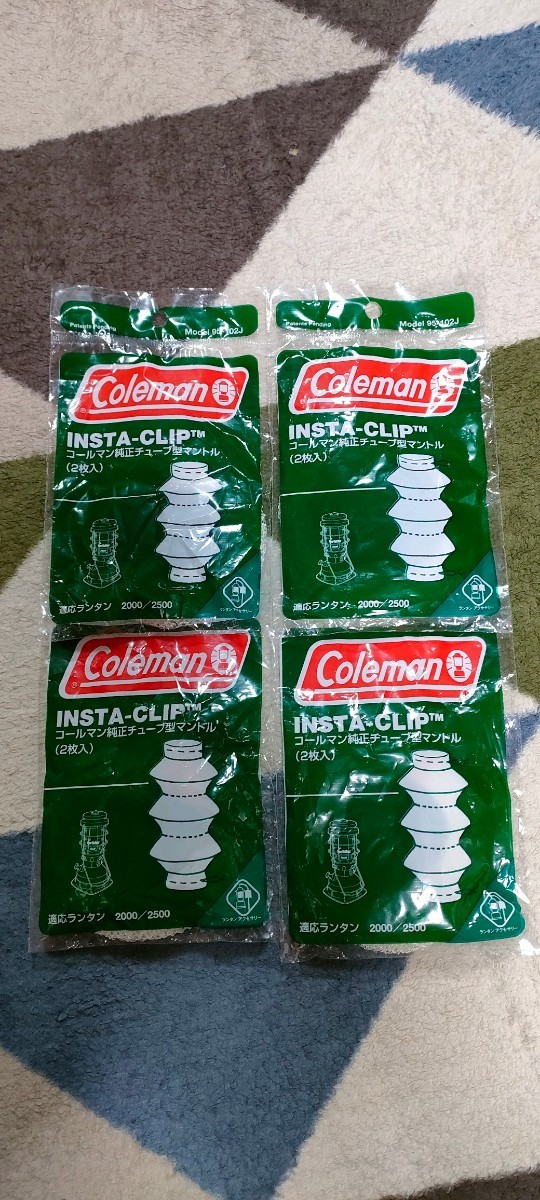 Patents Pending
Model 95-102J
Coleman
INSTA-CLIP™
コールマン純正チューブ型マントル
(2枚入)
適応ランタン 2000/2500
ランタン アクセサリー
Patents Pending
Model 95-102J
Coleman
INSTA-CLIP™
コールマン純正チューブ型マントル
(2枚入)
適応ランタン 2000/2500
ランタン アクセサリー
Coleman
INSTA-CLIP™
コールマン純正チューブ型マントル
(2枚入)
適応ランタン 2000/2500
ランタン アクセサリー
Coleman
INSTA-CLIP™
コールマン純正チューブ型マントル
(2枚入)
適応ランタン 2000/2500
ランタン アクセサリー